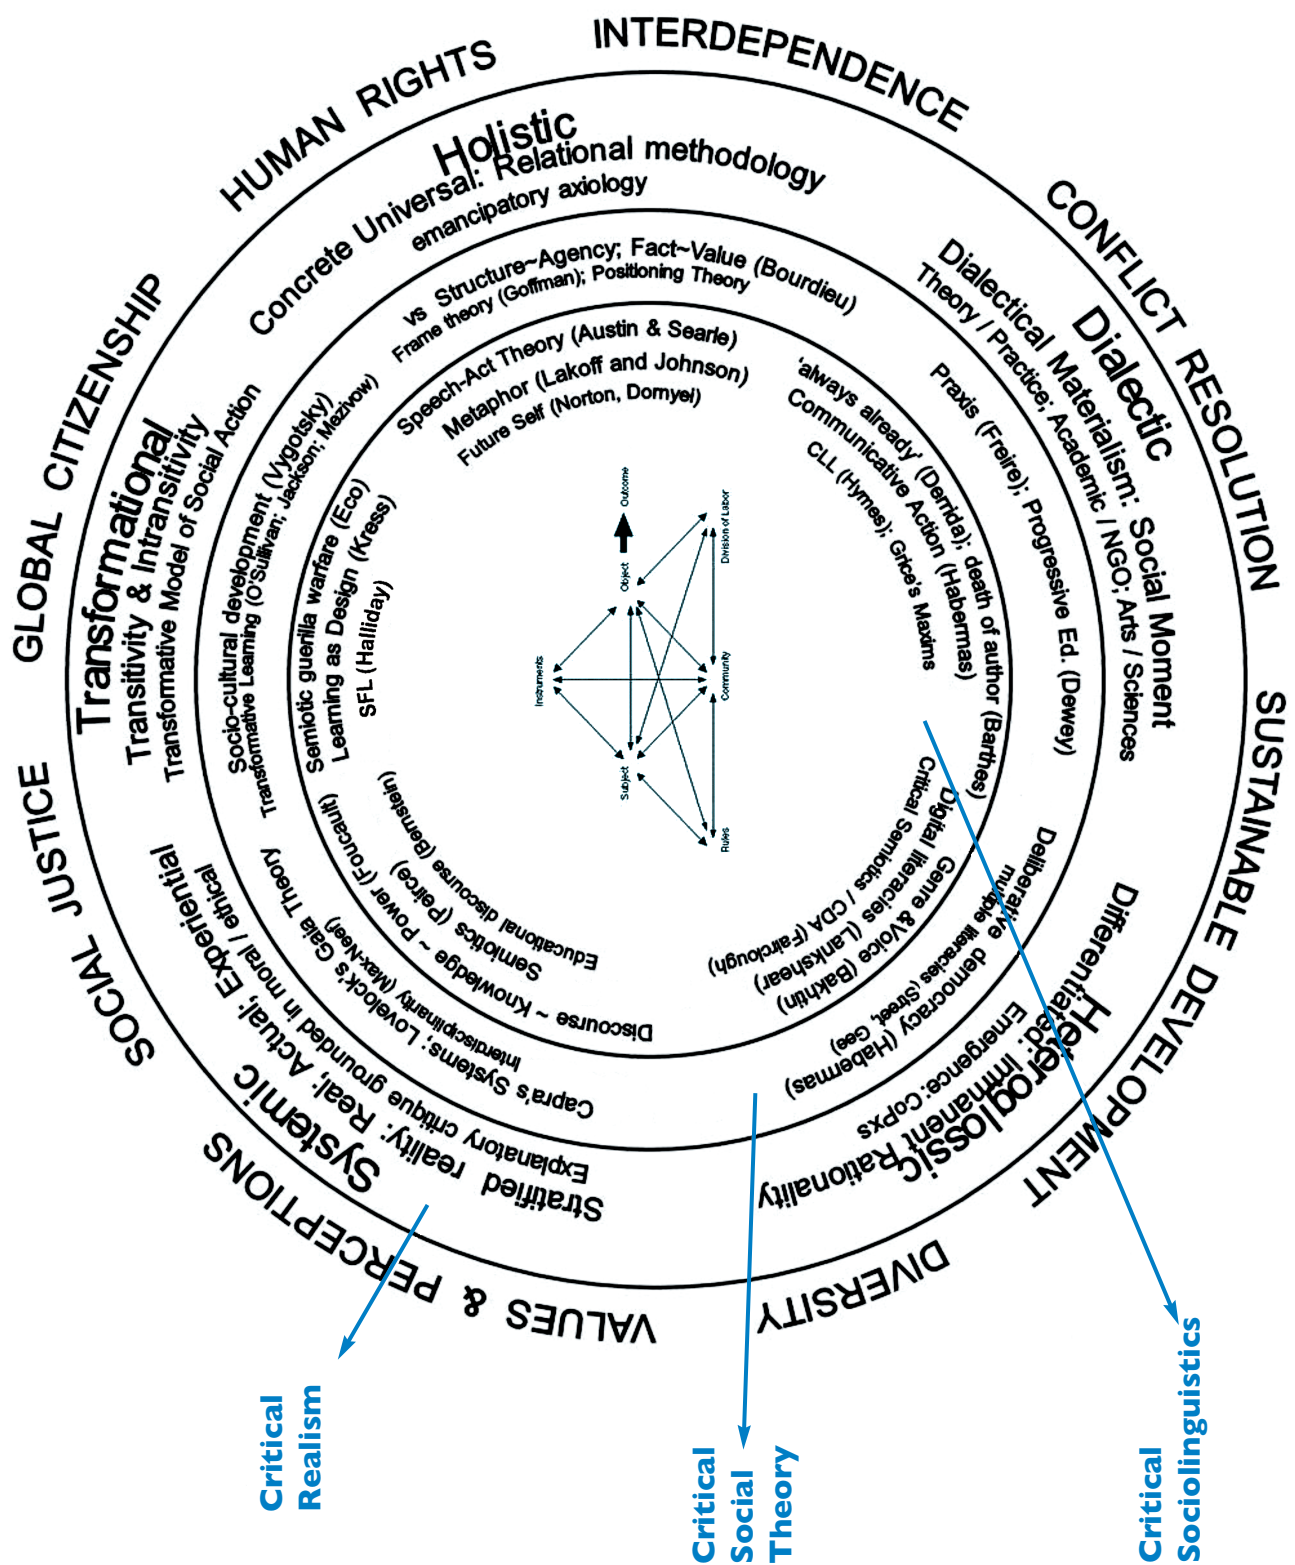 INTERDEPENDENCE
CONFLICT RESOLUTION
SUSTAINABLE DEVELOPMENT
DIVERSITY
VALUES & PERCEPTIONS
SOCIAL JUSTICE
GLOBAL CITIZENSHIP
HUMAN RIGHTS
Holistic
Concrete Universal: Relational methodology
emancipatory axiology
Dialectic
Dialectical Materialism: Social Moment
Theory / Practice; Academic / NGO; Arts / Sciences
Heteroglossic
Differentiated: Immanent Rationality
Emergence: CoPxs
Systemic
Stratified reality: Real; Actual; Experiential
Explanatory critique grounded in moral / ethical
Transformational
Transitivity & Intransitivity
Transformative Model of Social Action
vs Structure~Agency; Fact~Value (Bourdieu)
Frame theory (Goffman); Positioning Theory
Praxis (Freire); Progressive Ed. (Dewey)
Deliberative democracy (Habermas)
multiple literacies (Street, Gee)
Capra's Systems; Lovelock's Gaia Theory
Interdisciplinarity (Max-Neef)
Socio-cultural development (Vygotsky)
Transformative Learning (O'Sullivan; Jackson; Mezivow)
Speech-Act Theory (Austin & Searle)
Metaphor (Lakoff and Johnson)
Future Self (Norton, Dornyei)
'always already' (Derrida); death of author (Barthes)
Communicative Action (Habermas)
CLL (Hymes); Grice's Maxims
Genre & Voice (Bakhtin)
Digital literacies (Lankshear)
Critical Semiotics / CDA (Fairclough)
Discourse ~ Knowledge ~ Power (Foucault)
Semiotics (Peirce)
Educational discourse (Bernstein)
Semiotic guerilla warfare (Eco)
Learning as Design (Kress)
SFL (Halliday)
Instruments
Subject
Object
Outcome
Rules
Community
Division of Labor
Critical
Realism
Critical
Social
Theory
Critical
Sociolinguistics